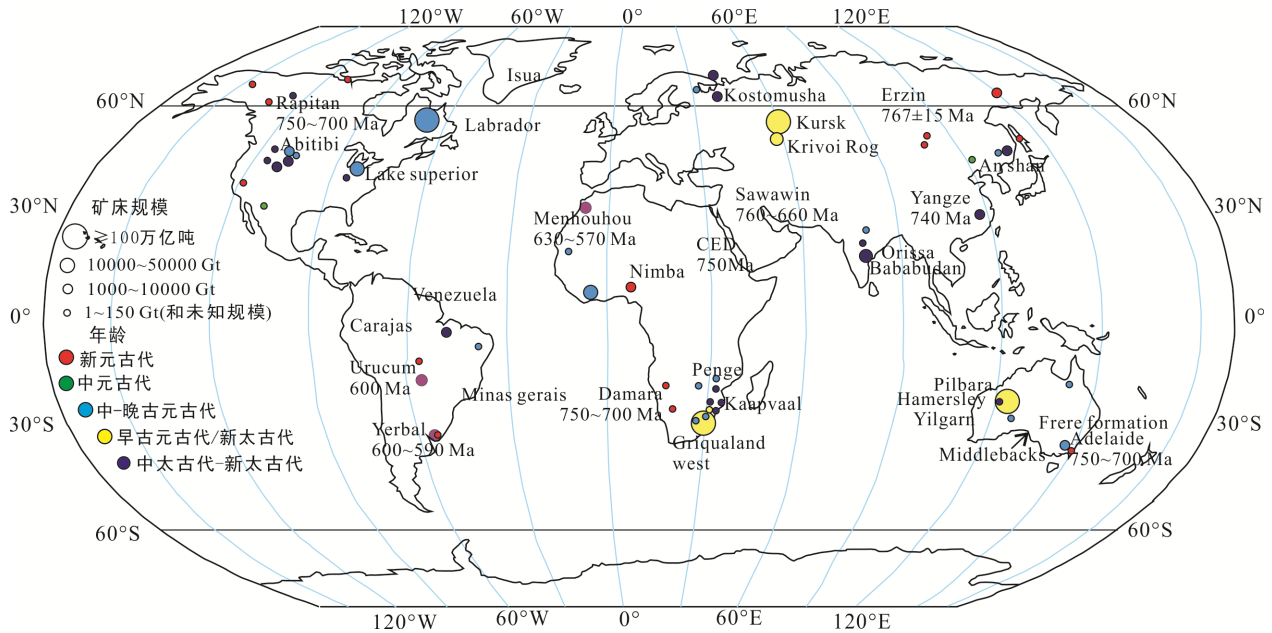 120°W 60°W 0° 60°E 120°E
Isua
60°N
Rapitan
750~700 Ma
Labrador
Abitibi
Lake superior
Kostomusha
Kursk
Krivoi Rog
Erzin
767±15 Ma
60°N
Anshan
30°N
矿床规模
≥100万亿吨
10000~50000 Gt
1000~10000 Gt
1~150 Gt(和未知规模)
Menhouhou
630~570 Ma
Sawawin
760~660 Ma
CED
750Ma
Yangze
740 Ma
30°N
Orissa
Bababudan
Nimba
Venezuela
0°
年龄
新元古代
中元古代
中-晚古元古代
早古元古代/新太古代
中太古代-新太古代
Carajas
Urucum
600 Ma
Minas gerais
Yerbal
600~590 Ma
Penge
Damara
750~700 Ma
Kaapvaal
Griqualand
west
0°
Pilbara
Hamersley
Yilgarn
Frere formation
Adelaide
750~700 Ma
Middlebacks
30°S
30°S
60°S
60°S
120°W 60°W 0° 60°E 120°E